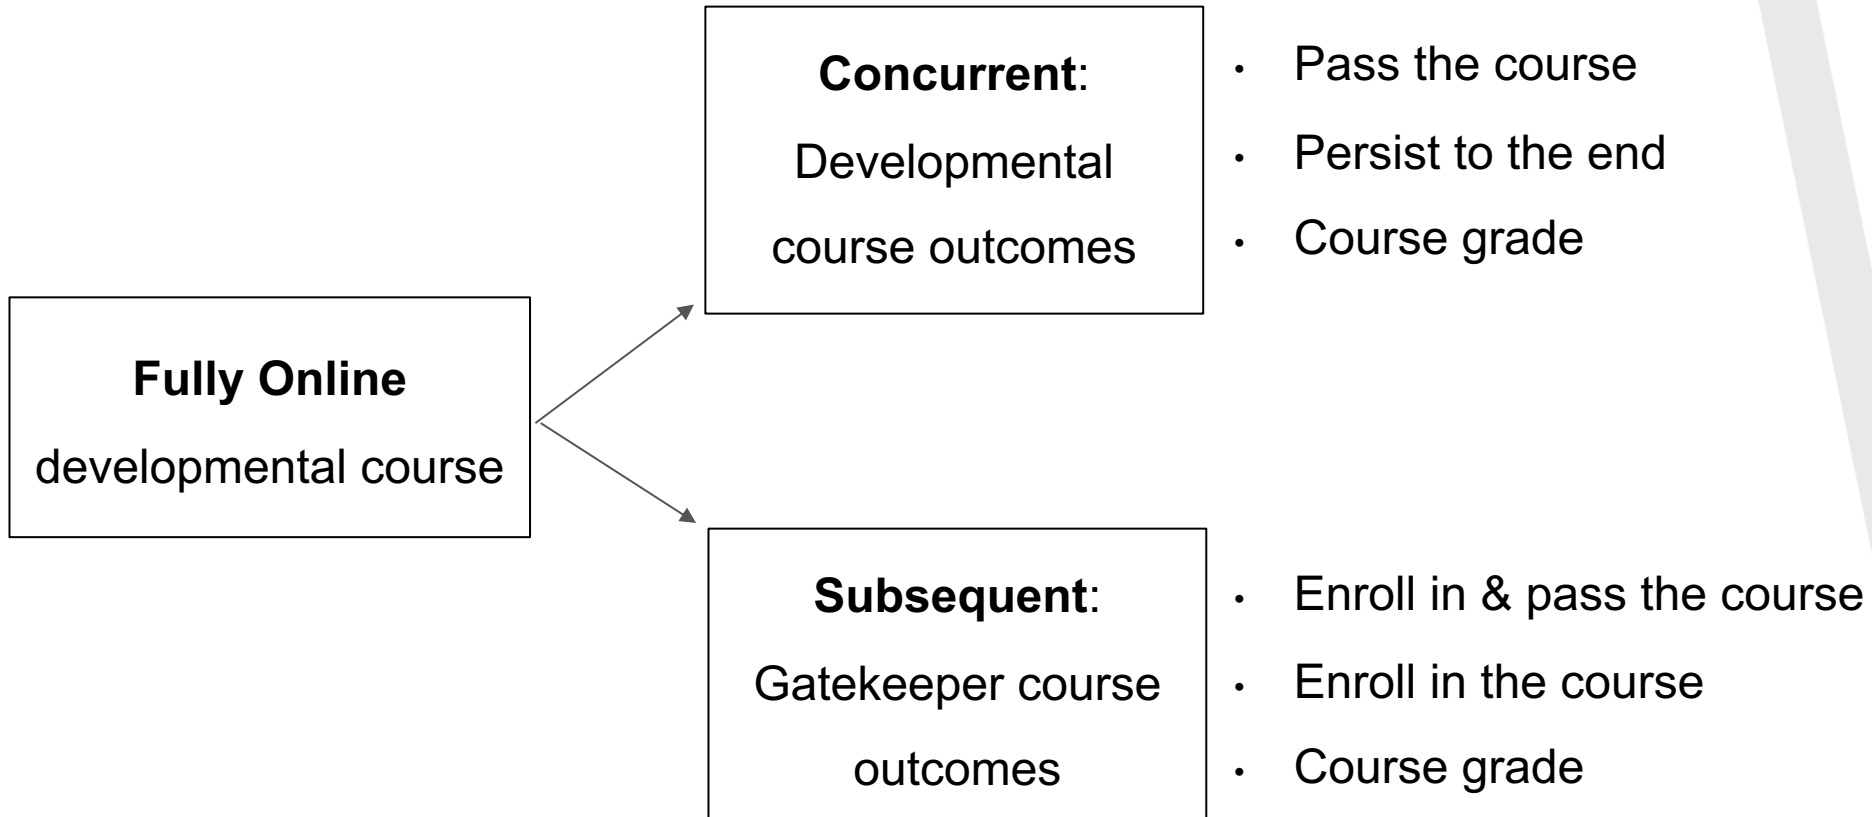 Concurrent:
Developmental
course outcomes
• Pass the course
• Persist to the end
• Course grade
Fully Online
developmental course
Subsequent:
Gatekeeper course
outcomes
• Enroll in & pass the course
• Enroll in the course
• Course grade